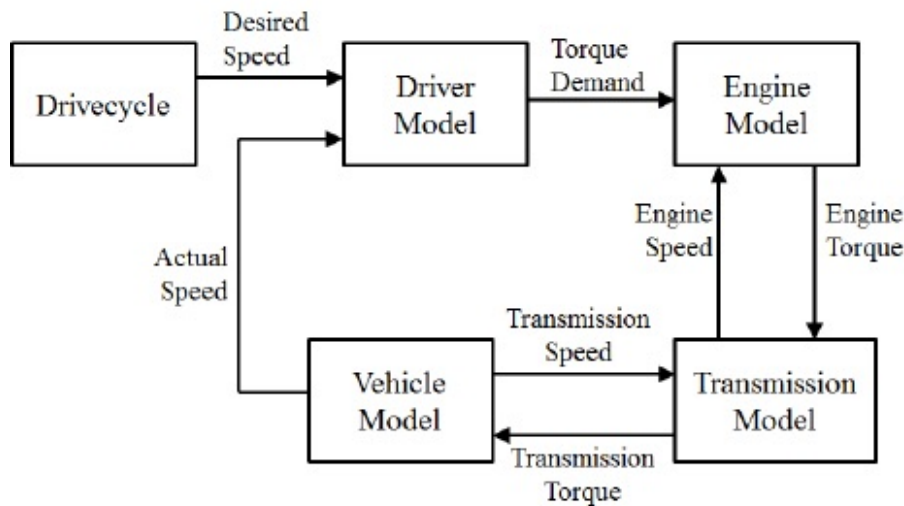 Desired
Speed
Drivecycle
Driver
Model
Torque
Demand
Engine
Model
Engine
Speed
Engine
Torque
Actual
Speed
Transmission
Speed
Vehicle
Model
Transmission
Model
Transmission
Torque